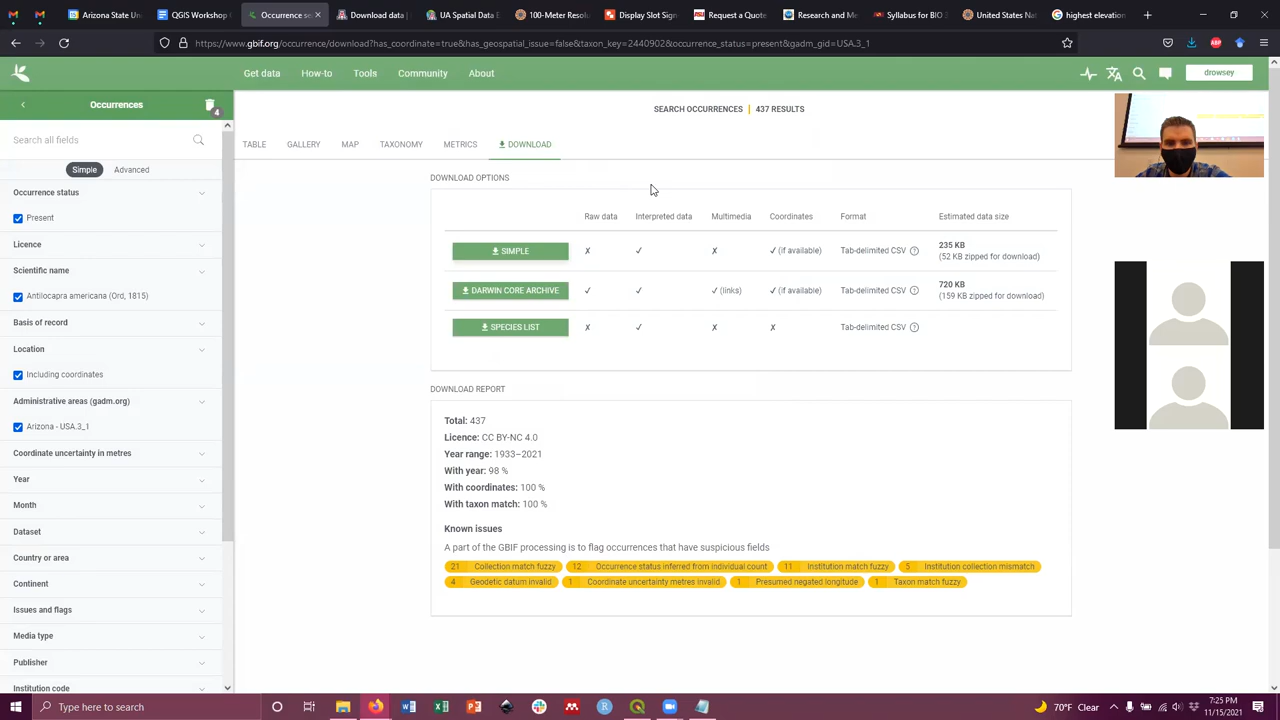 QGIS Workshop
Occurrence se
Download data |
100-Meter Resolu
Requesting a Quote
Research and Me
Syllabus for BIO
United States Nation
highest elevation
https://www.gbif.org/occurrence/download?has_coordinate=true&has_geospatial_issue=false&taxon_key=2440902&occurrence_status=present&gadm_gid=USA.3_1
Get data How-to Tools Community About
drowsey
Occurrences
4
Search all fields
Simple Advanced
Occurrence status
Present
Licence
Scientific name
Antilocapra americana (Ord, 1815)
Basis of record
Location
Including coordinates
Administrative areas (gadm.org)
Arizona - USA.3_1
Coordinate uncertainty in metres
Year
Month
Dataset
Country or area
Continent
Issues and flags
Media type
Publisher
Institution code
SEARCH OCCURRENCES | 437 RESULTS
TABLE GALLERY MAP TAXONOMY METRICS DOWNLOAD
DOWNLOAD OPTIONS
Raw data Interpreted data Multimedia Coordinates Format Estimated data size
SIMPLE ✗ ✓ ✗ ✓ (if available) Tab-delimited CSV 235 KB
(52 KB zipped for download)
DARWIN CORE ARCHIVE ✓ ✓ ✓ (links) ✓ (if available) Tab-delimited CSV 720 KB
(159 KB zipped for download)
SPECIES LIST ✗ ✓ ✗ ✗ Tab-delimited CSV
DOWNLOAD REPORT
Total: 437
Licence: CC BY-NC 4.0
Year range: 1933–2021
With year: 98 %
With coordinates: 100 %
With taxon match: 100 %
Known issues
A part of the GBIF processing is to flag occurrences that have suspicious fields
21 Collection match fuzzy 12 Occurrence status inferred from individual count 11 Institution match fuzzy 5 Institution collection mismatch
4 Geodetic datum invalid 1 Coordinate uncertainty metres invalid 1 Presumed negated longitude 1 Taxon match fuzzy
Type here to search
70°F Clear
7:25 PM
11/15/2021